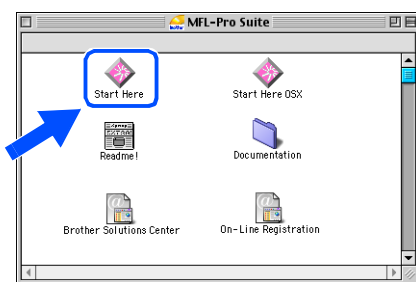 MFL-Pro Suite
Start Here
Start Here OSX
Readme!
Documentation
Brother Solutions Center
On-Line Registration